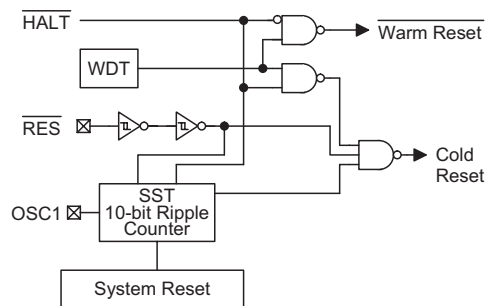 HALT
Warm Reset
WDT
RES
Cold
Reset
SST
10-bit Ripple
Counter
OSC1
System Reset